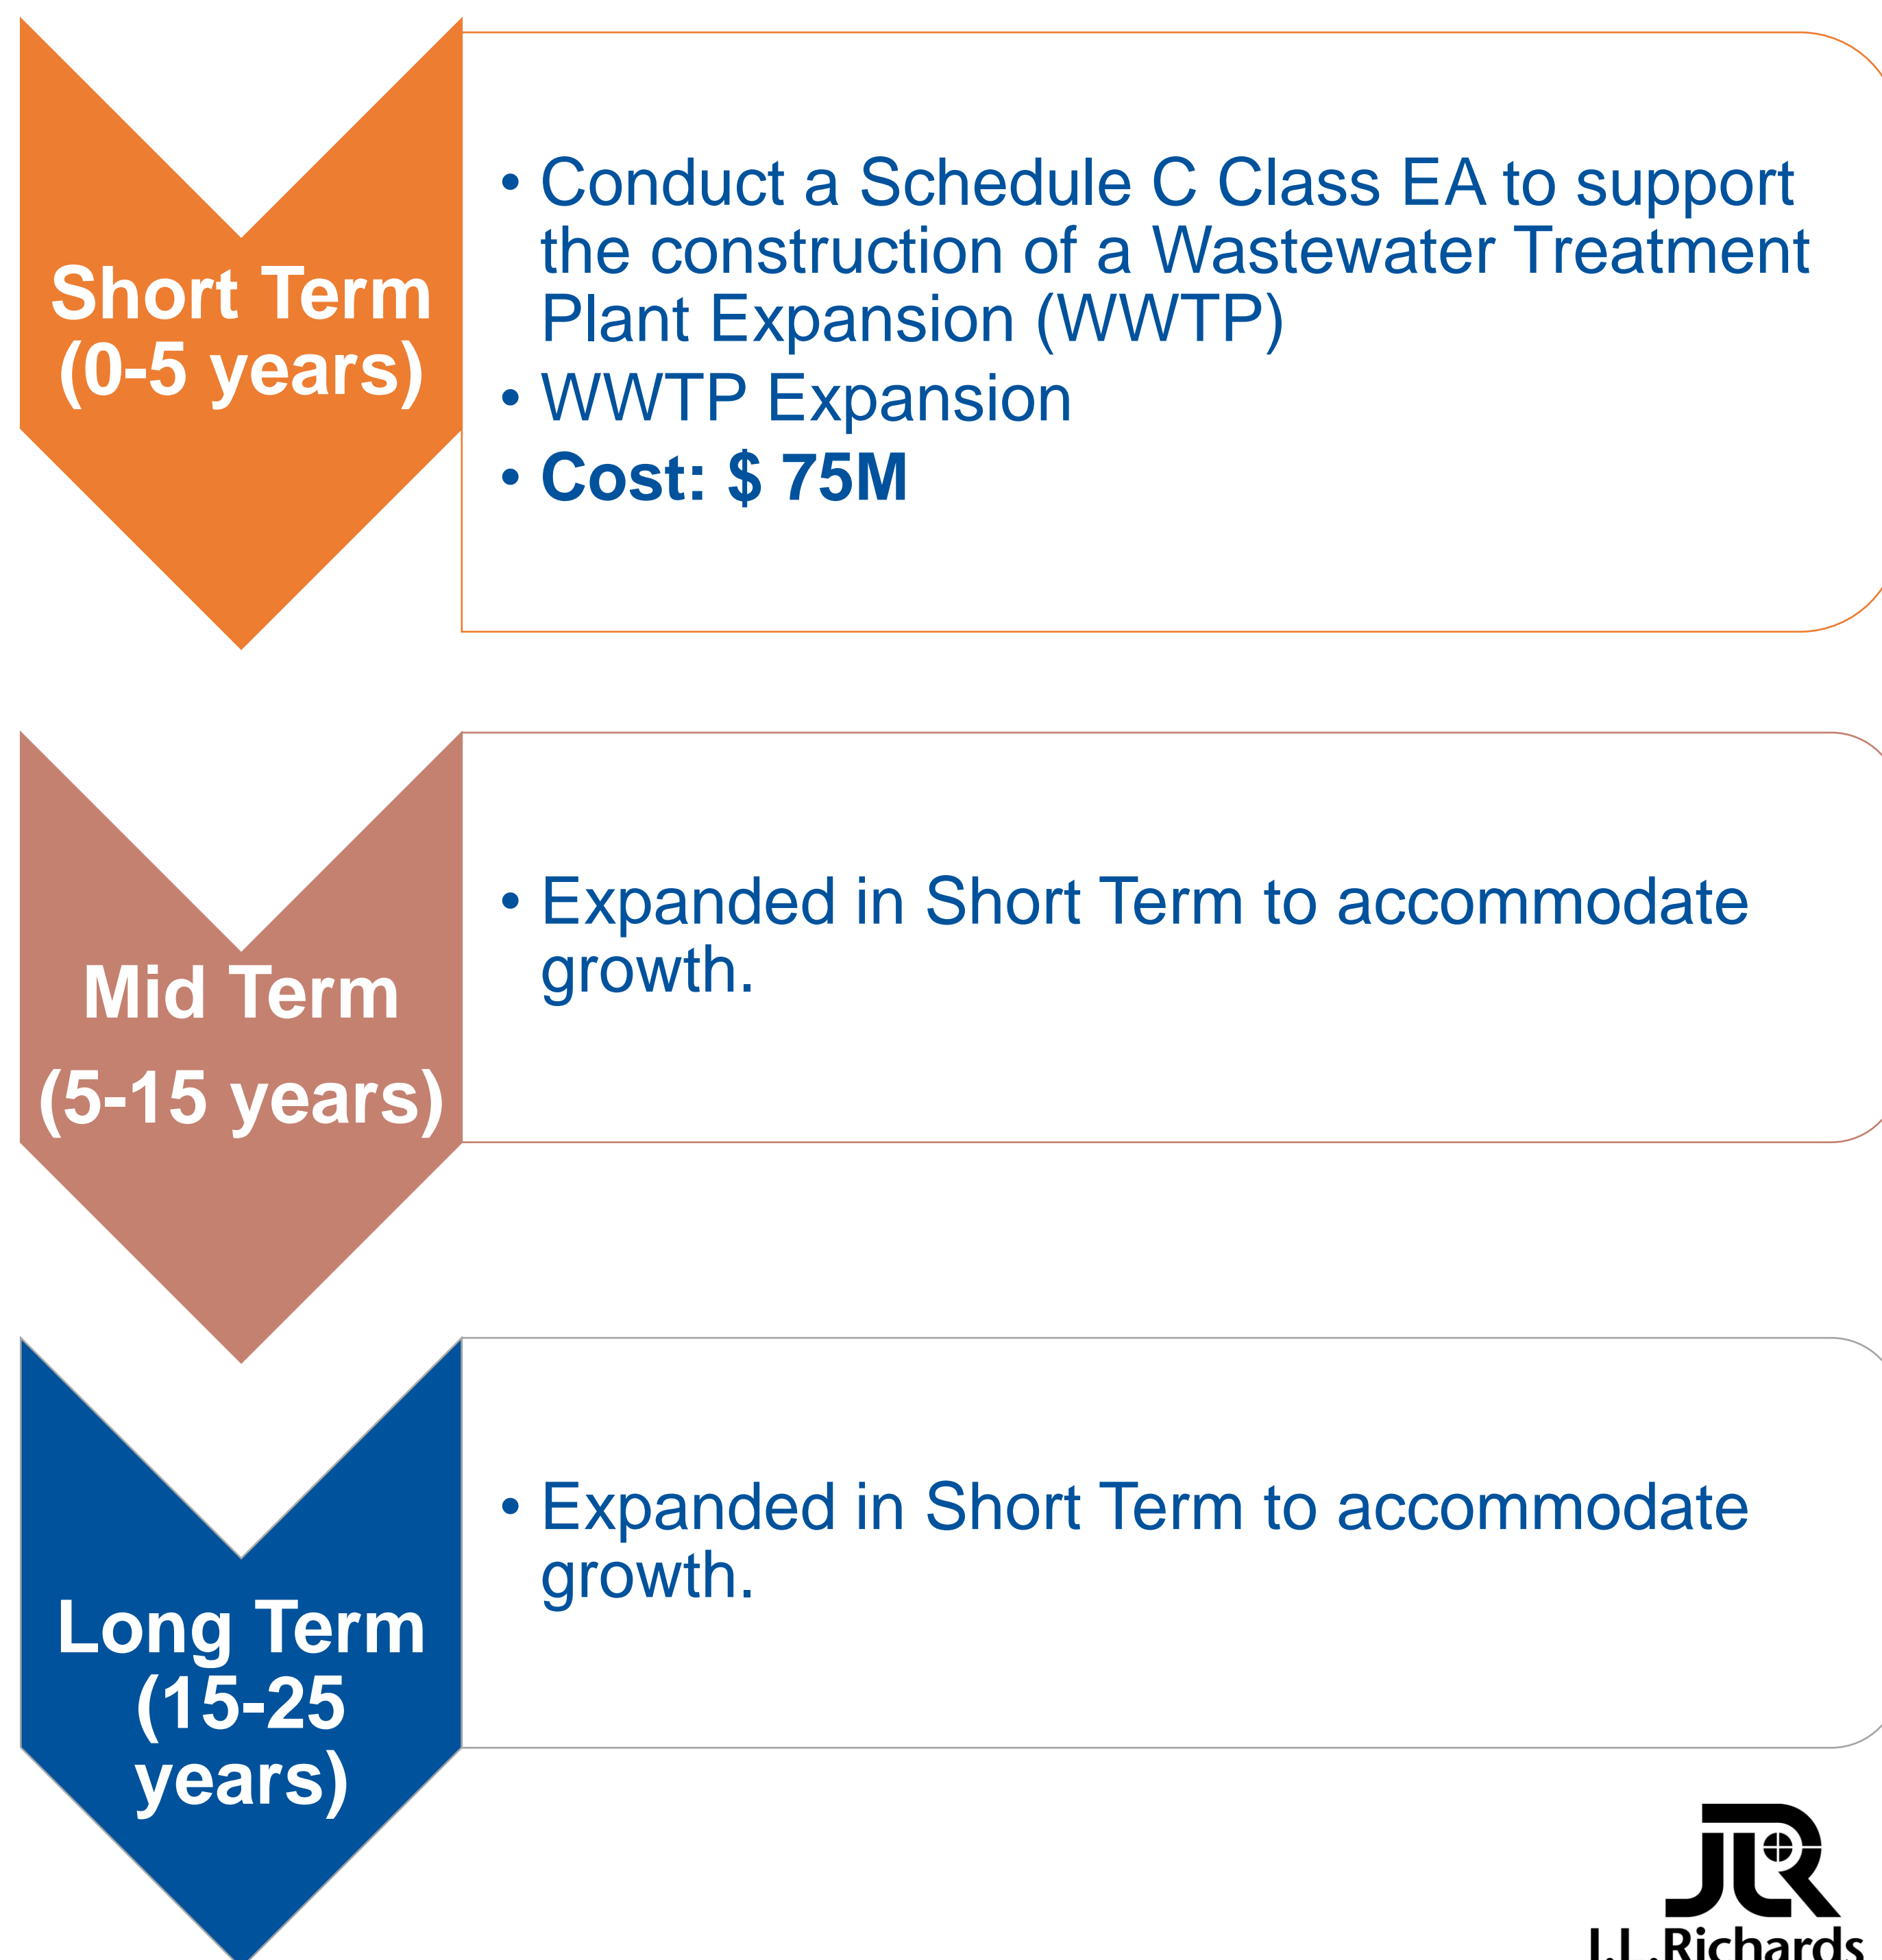 Short Term
(0-5 years)
• Conduct a Schedule C Class EA to support
the construction of a Wastewater Treatment
Plant Expansion (WWTP)
• WWTP Expansion
• Cost: $ 75M
Mid Term
(5-15 years)
• Expanded in Short Term to accommodate
growth.
Long Term
(15-25
years)
• Expanded in Short Term to accommodate
growth.
JLR
J.L.Richards